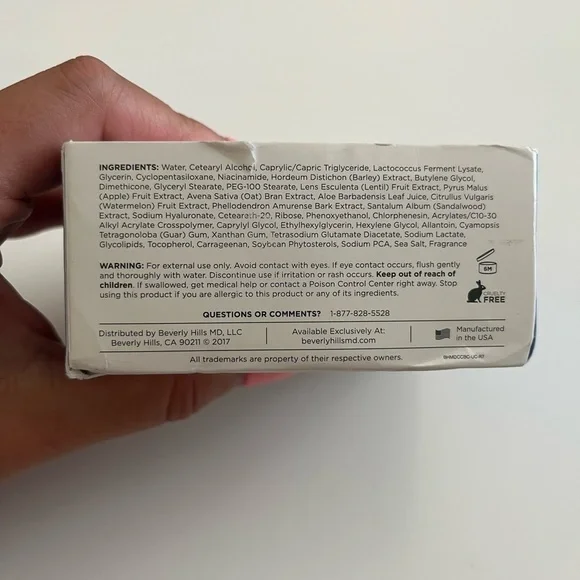 INGREDIENTS: Water, Cetearyl Alcohol, Caprylic/Capric Triglyceride, Lactococcus Ferment Lysate,
Glycerin, Cyclopentasiloxane, Niacinamide, Hordeum Distichon (Barley) Extract, Butylene Glycol,
Dimethicone, Glyceryl Stearate, PEG-100 Stearate, Lens Esculenta (Lentil) Fruit Extract, Pyrus Malus
(Apple) Fruit Extract, Avena Sativa (Oat) Bran Extract, Aloe Barbadensis Leaf Juice, Citrullus Vulgaris
(Watermelon) Fruit Extract, Phellodendron Amurense Bark Extract, Santalum Album (Sandalwood)
Extract, Sodium Hyaluronate, Ceteareth-20, Ribose, Phenoxyethanol, Chlorphenesin, Acrylates/C10-30
Alkyl Acrylate Crosspolymer, Caprylyl Glycol, Ethylhexylglycerin, Hexylene Glycol, Allantoin, Cyamopsis
Tetragonoloba (Guar) Gum, Xanthan Gum, Tetrasodium Glutamate Diacetate, Sodium Lactate,
Glycolipids, Tocopherol, Carrageenan, Soybean Phytosterols, Sodium PCA, Sea Salt, Fragrance
WARNING: For external use only. Avoid contact with eyes. If eye contact occurs, flush gently
and thoroughly with water. Discontinue use if irritation or rash occurs. Keep out of reach of
children. If swallowed, get medical help or contact a Poison Control Center right away. Stop
using this product if you are allergic to this product or any of its ingredients.
6M
CRUELTY
FREE
QUESTIONS OR COMMENTS? 1-877-828-5528
Distributed by Beverly Hills MD, LLC
Beverly Hills, CA 90211 © 2017
Available Exclusively At:
beverlyhillsmd.com
Manufactured
in the USA
All trademarks are property of their respective owners.